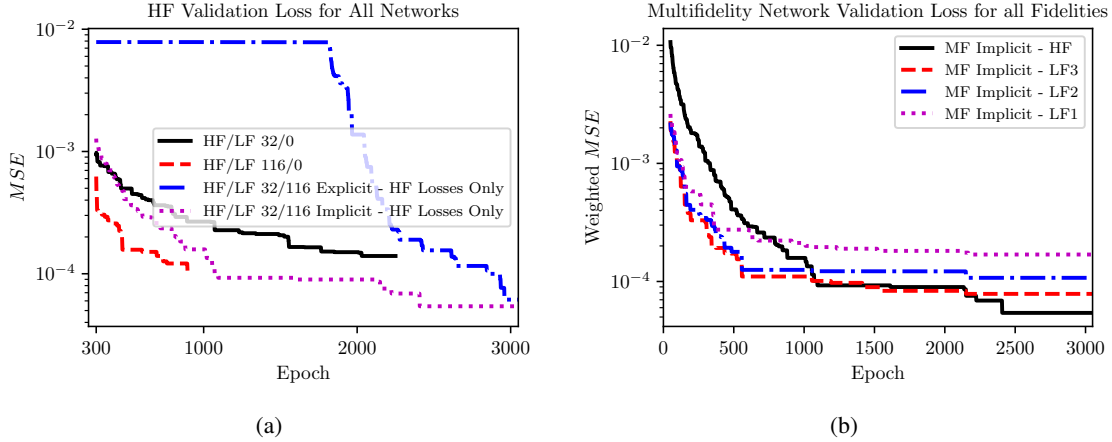 HF Validation Loss for All Networks
10⁻²
10⁻³
10⁻⁴
MSE
HF/LF 32/0
HF/LF 116/0
HF/LF 32/116 Explicit - HF Losses Only
HF/LF 32/116 Implicit - HF Losses Only
300 1000 2000 3000
Epoch
(a)
Multifidelity Network Validation Loss for all Fidelities
10⁻²
10⁻³
10⁻⁴
Weighted MSE
MF Implicit - HF
MF Implicit - LF3
MF Implicit - LF2
MF Implicit - LF1
0 500 1000 1500 2000 2500 3000
Epoch
(b)